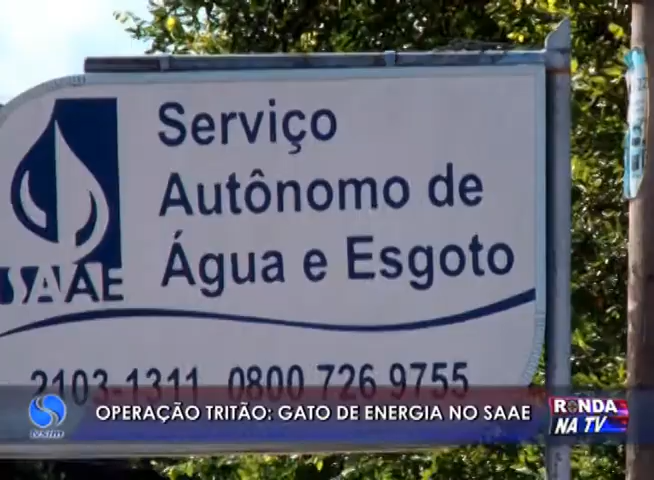 Serviço
Autônomo de
Água e Esgoto
SAAE
2103-1311 0800 726 9755
OPERAÇÃO TRITÃO: GATO DE ENERGIA NO SAAE
tvsim
RONDA
NA TV